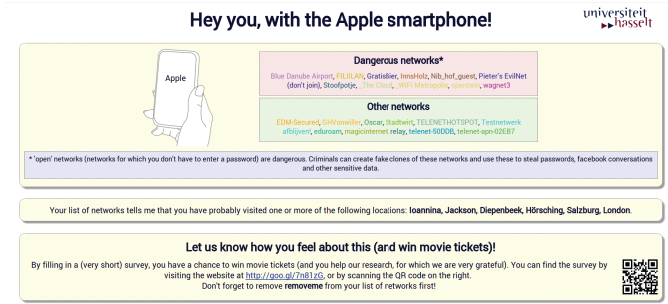 Hey you, with the Apple smartphone!
universiteit
hasselt
Apple
Dangerous networks*
Blue Danube Airport, FILIILAN, Gratis8ier, InnsHolz, Nib_hof_guest, Pieter's EvilNet
(don't join), Stoofpotje, _The Cloud, _WiFi Metropolis, openlawi, wagnet3
Other networks
EDM-Secured, GHVonwiller, Oscar, Stadtwirt, TELENETHOTSPOT, Testnetwerk
afblijven!, eduroam, magicinternet relay, telenet-50DDB, telenet-apn-02EB7
* 'open' networks (networks for which you don't have to enter a password) are dangerous. Criminals can create fake clones of these networks and use these to steal passwords, facebook conversations
and other sensitive data.
Your list of networks tells me that you have probably visited one or more of the following locations: Ioannina, Jackson, Diepenbeek, Hörsching, Salzburg, London.
Let us know how you feel about this (and win movie tickets)!
By filling in a (very short) survey, you have a chance to win movie tickets (and you help our research, for which we are very grateful). You can find the survey by
visiting the website at http://goo.gl/7n81zG, or by scanning the QR code on the right.
Don't forget to remove removeme from your list of networks first!